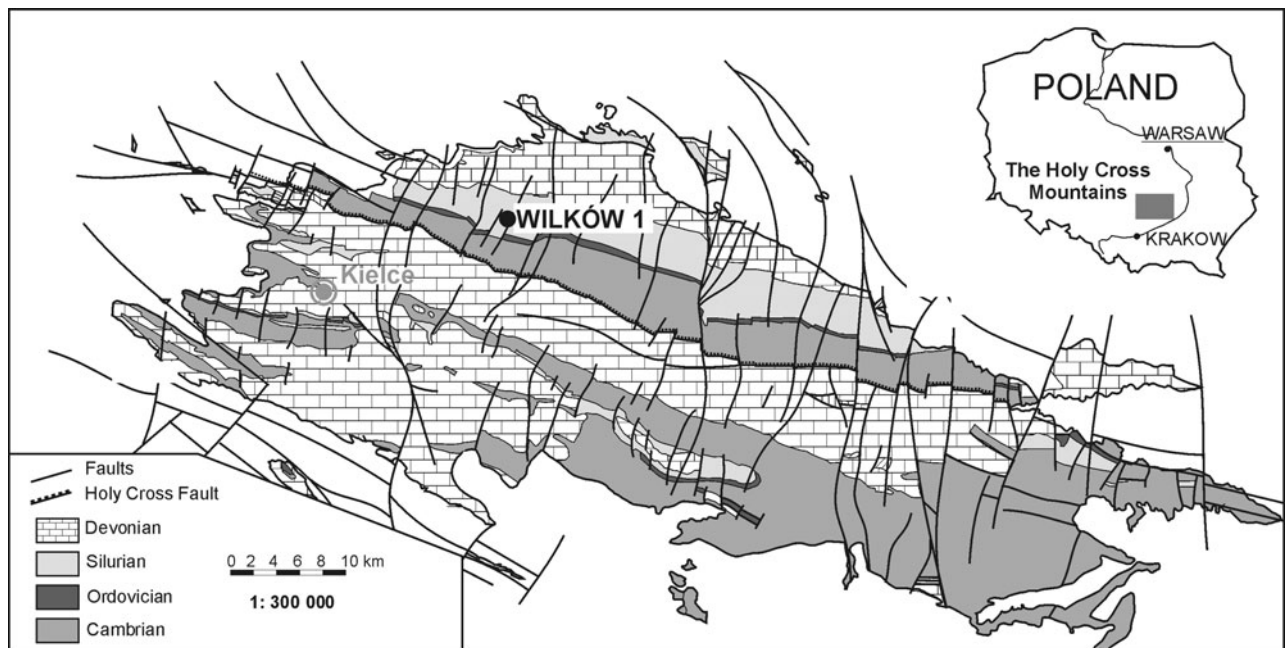 POLAND
WARSAW
The Holy Cross
Mountains
KRAKOW
WILKÓW 1
Kielce
Faults
Holy Cross Fault
Devonian
Silurian
Ordovician
Cambrian
0 2 4 6 8 10 km
1: 300 000